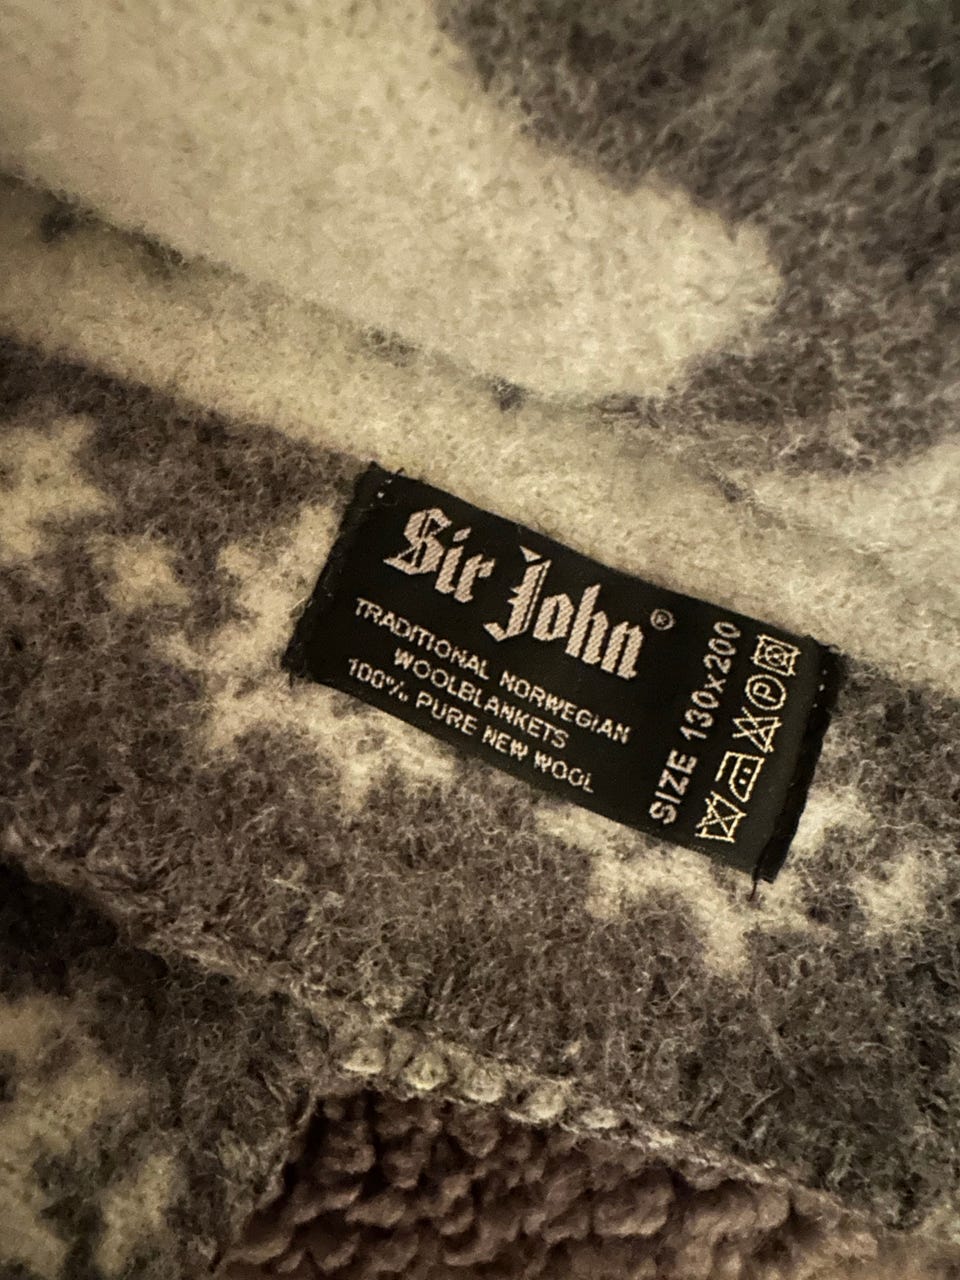 Sir John®
TRADITIONAL NORWEGIAN
WOOLBLANKETS
100% PURE NEW WOOL
SIZE 130x200
P